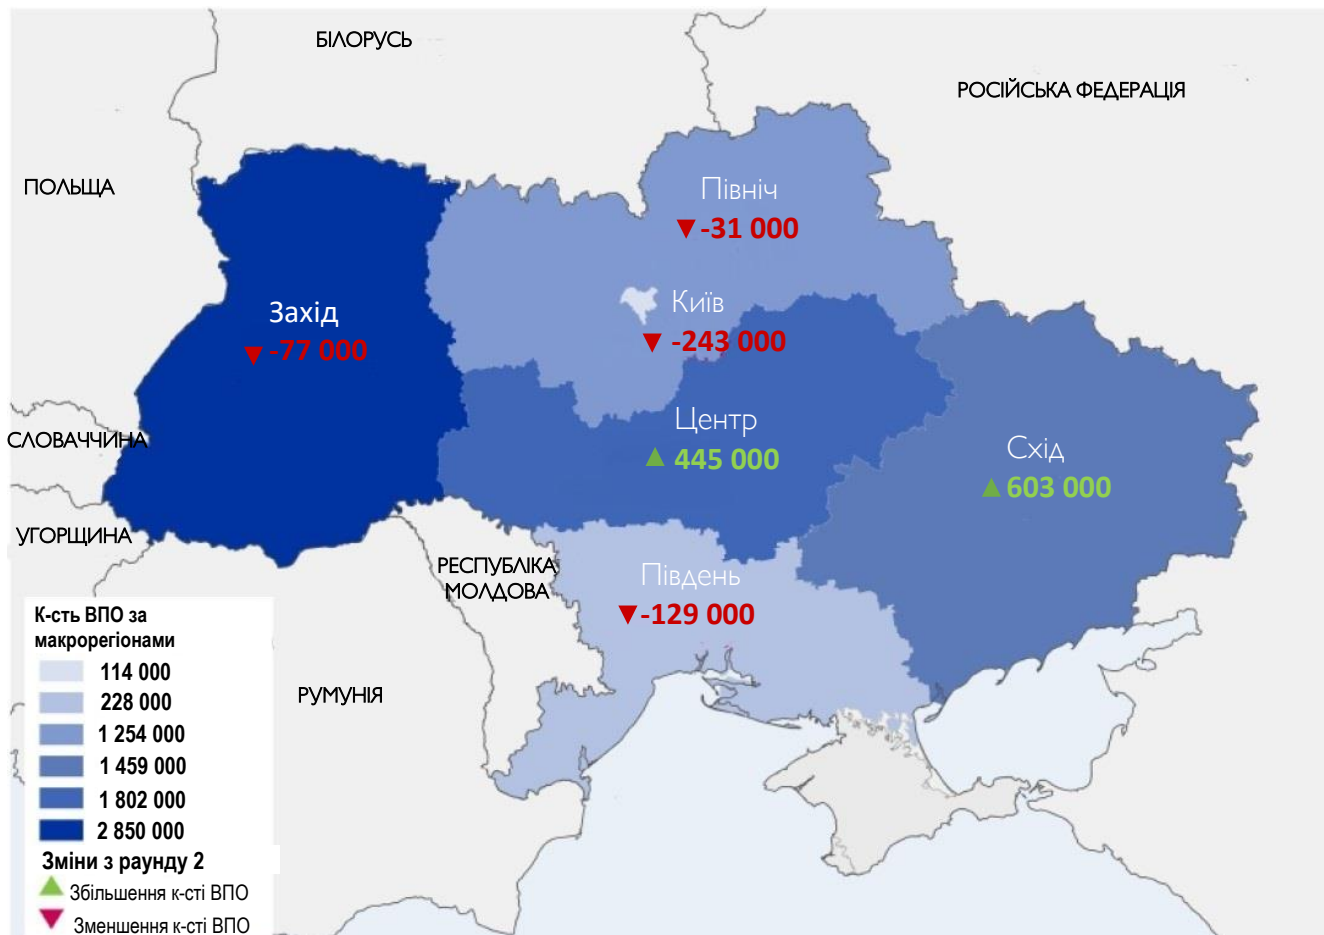 БІЛОРУСЬ
РОСІЙСЬКА ФЕДЕРАЦІЯ
ПОЛЬЩА
Північ
▼-31 000
Київ
▼ -243 000
Захід
▼ -77 000
Центр
▲ 445 000
СЛОВАЧЧИНА
Схід
▲ 603 000
УГОРЩИНА
РЕСПУБЛІКА
МОЛДОВА
Південь
▼-129 000
РУМУНІЯ
К-сть ВПО за
макрорегіонами
114 000
228 000
1 254 000
1 459 000
1 802 000
2 850 000
Зміни з раунду 2
▲ Збільшення к-сті ВПО
▼ Зменшення к-сті ВПО